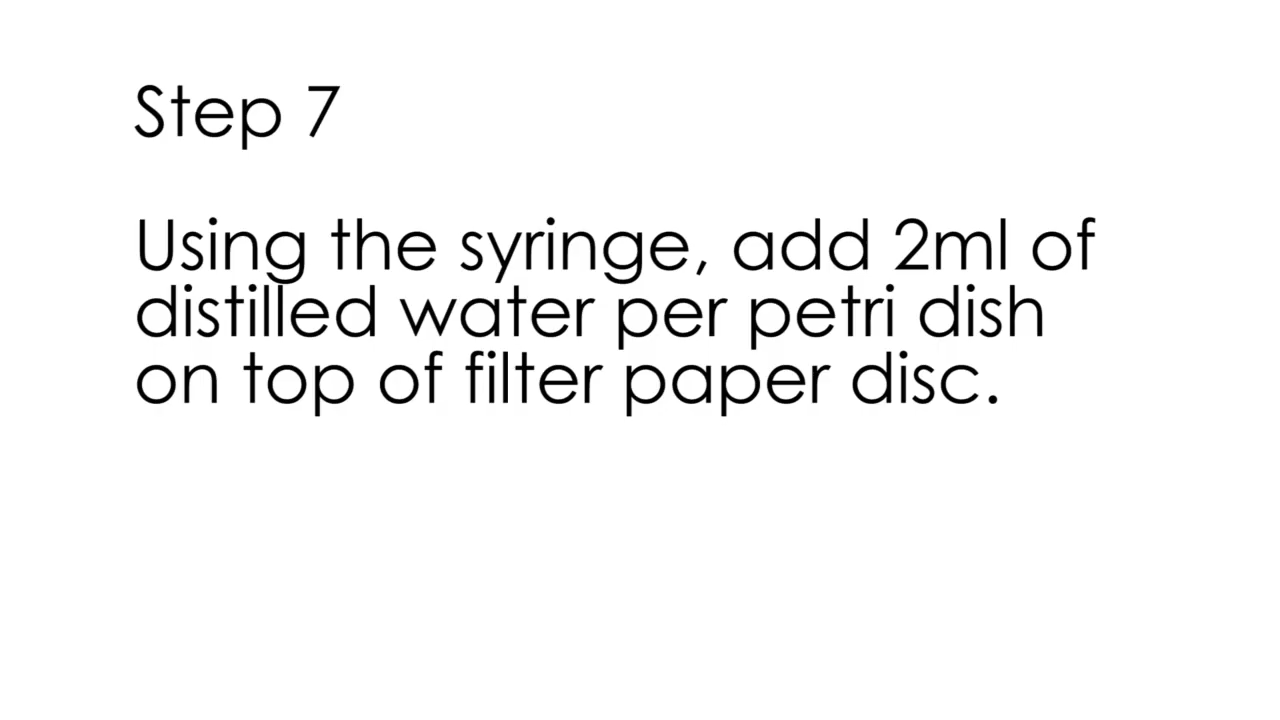 Step 7
Using the syringe, add 2ml of
distilled water per petri dish
on top of filter paper disc.